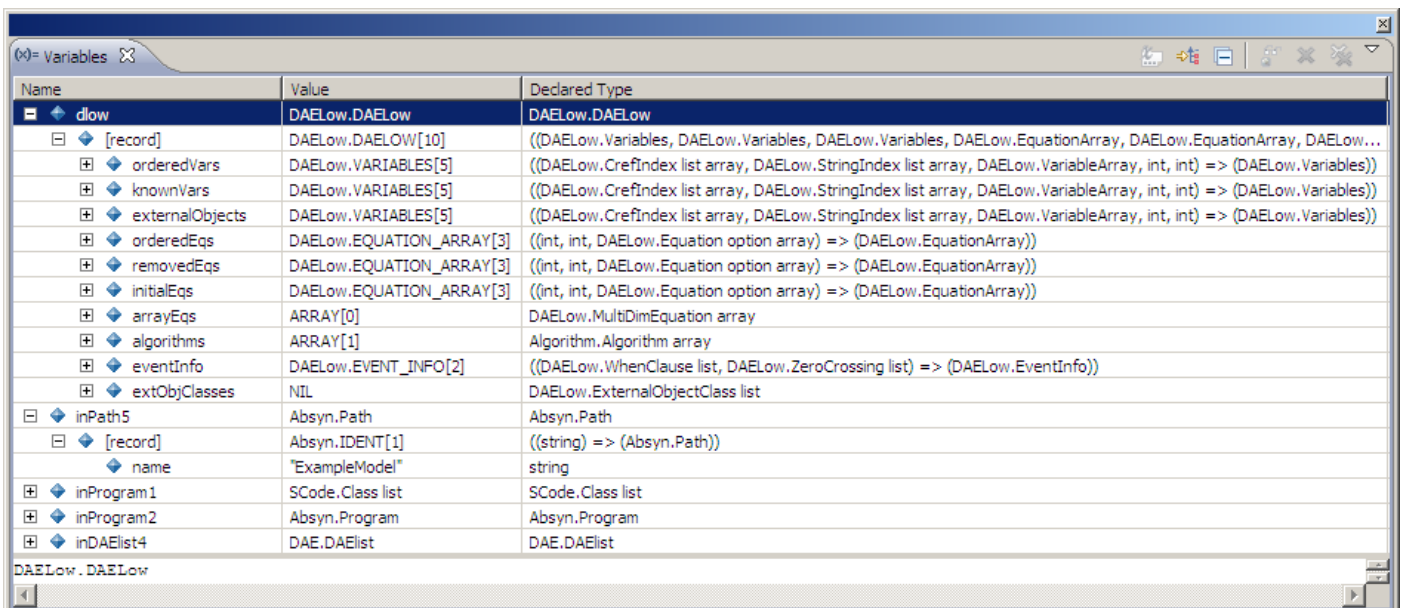 (x)= Variables
Name Value Declared Type
dlow DAELow.DAELow DAELow.DAELow
[record] DAELow.DAELOW[10] ((DAELow.Variables, DAELow.Variables, DAELow.Variables, DAELow.EquationArray, DAELow.EquationArray, DAELow...
orderedVars DAELow.VARIABLES[5] ((DAELow.CrefIndex list array, DAELow.StringIndex list array, DAELow.VariableArray, int, int) => (DAELow.Variables))
knownVars DAELow.VARIABLES[5] ((DAELow.CrefIndex list array, DAELow.StringIndex list array, DAELow.VariableArray, int, int) => (DAELow.Variables))
externalObjects DAELow.VARIABLES[5] ((DAELow.CrefIndex list array, DAELow.StringIndex list array, DAELow.VariableArray, int, int) => (DAELow.Variables))
orderedEqs DAELow.EQUATION_ARRAY[3] ((int, int, DAELow.Equation option array) => (DAELow.EquationArray))
removedEqs DAELow.EQUATION_ARRAY[3] ((int, int, DAELow.Equation option array) => (DAELow.EquationArray))
initialEqs DAELow.EQUATION_ARRAY[3] ((int, int, DAELow.Equation option array) => (DAELow.EquationArray))
arrayEqs ARRAY[0] DAELow.MultiDimEquation array
algorithms ARRAY[1] Algorithm.Algorithm array
eventInfo DAELow.EVENT_INFO[2] ((DAELow.WhenClause list, DAELow.ZeroCrossing list) => (DAELow.EventInfo))
extObjClasses NIL DAELow.ExternalObjectClass list
inPath5 Absyn.Path Absyn.Path
[record] Absyn.IDENT[1] ((string) => (Absyn.Path))
name "ExampleModel" string
inProgram1 SCode.Class list SCode.Class list
inProgram2 Absyn.Program Absyn.Program
inDAElist4 DAE.DAElist DAE.DAElist
DAELow.DAELow